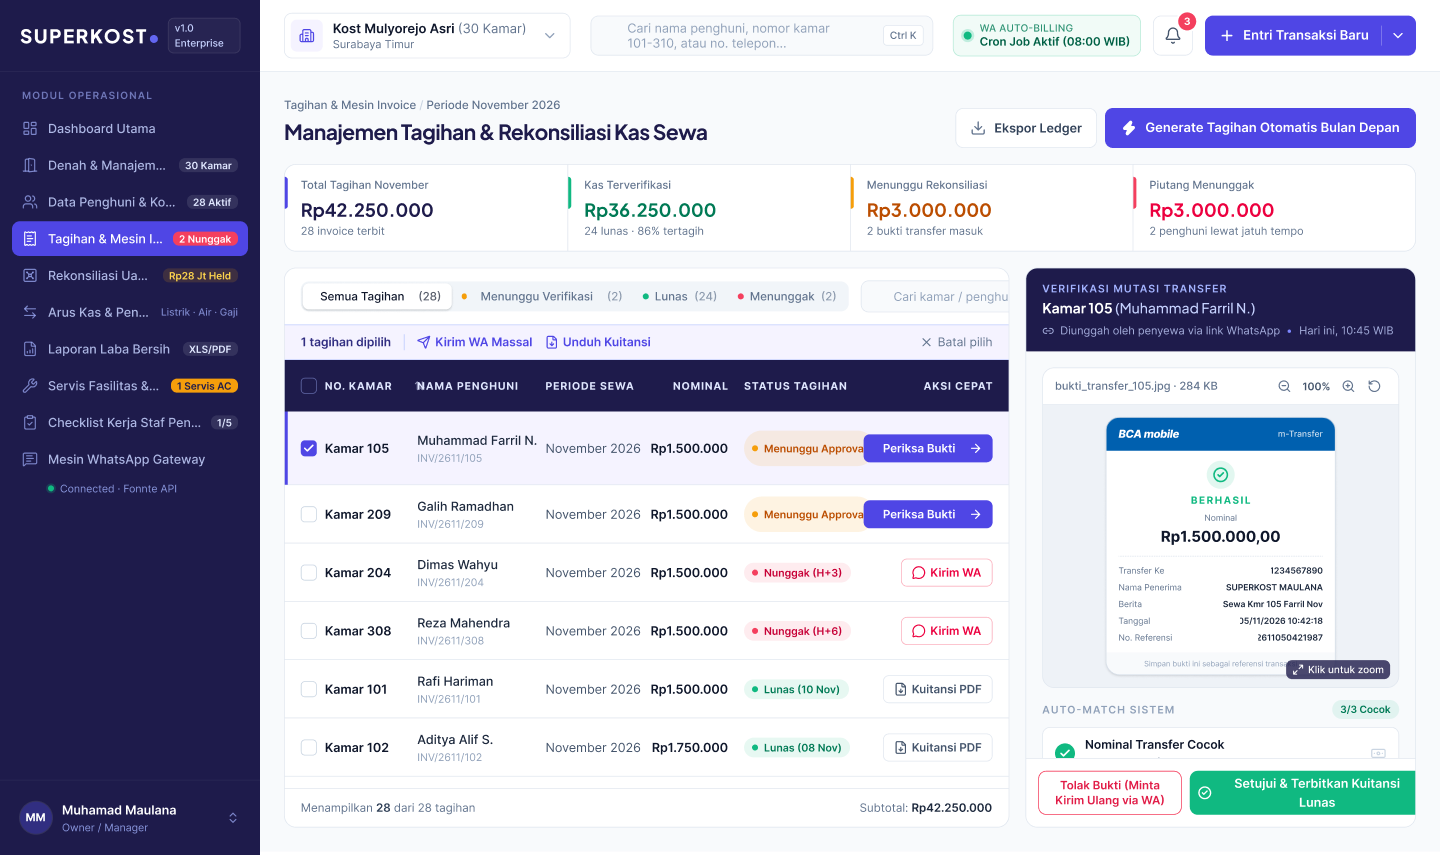 SUPERKOST
v1.0
Enterprise
MODUL OPERASIONAL
Dashboard Utama
Denah & Manajem... 30 Kamar
Data Penghuni & Ko... 28 Aktif
Tagihan & Mesin I... 2 Nunggak
Rekonsiliasi Ua... Rp28 Jt Held
Arus Kas & Pen... Listrik · Air · Gaji
Laporan Laba Bersih XLS/PDF
Servis Fasilitas &... 1 Servis AC
Checklist Kerja Staf Pen... 1/5
Mesin WhatsApp Gateway
Connected · Fonnte API
MM
Muhamad Maulana
Owner / Manager
Kost Mulyorejo Asri (30 Kamar)
Surabaya Timur
Cari nama penghuni, nomor kamar
101-310, atau no. telepon...
Ctrl K
WA AUTO-BILLING
Cron Job Aktif (08:00 WIB)
3
Entri Transaksi Baru
Tagihan & Mesin Invoice / Periode November 2026
Manajemen Tagihan & Rekonsiliasi Kas Sewa
Ekspor Ledger
Generate Tagihan Otomatis Bulan Depan
Total Tagihan November
Rp42.250.000
28 invoice terbit
Kas Terverifikasi
Rp36.250.000
24 lunas · 86% tertagih
Menunggu Rekonsiliasi
Rp3.000.000
2 bukti transfer masuk
Piutang Menunggak
Rp3.000.000
2 penghuni lewat jatuh tempo
Semua Tagihan (28)
Menunggu Verifikasi (2)
Lunas (24)
Menunggak (2)
Cari kamar / penghu
1 tagihan dipilih
Kirim WA Massal
Unduh Kuitansi
Batal pilih
NO. KAMAR NAMA PENGHUNI PERIODE SEWA NOMINAL STATUS TAGIHAN AKSI CEPAT
Kamar 105 Muhammad Farril N. November 2026 Rp1.500.000 Menunggu Approva Periksa Bukti
INV/2611/105
Kamar 209 Galih Ramadhan November 2026 Rp1.500.000 Menunggu Approva Periksa Bukti
INV/2611/209
Kamar 204 Dimas Wahyu November 2026 Rp1.500.000 Nunggak (H+3) Kirim WA
INV/2611/204
Kamar 308 Reza Mahendra November 2026 Rp1.500.000 Nunggak (H+6) Kirim WA
INV/2611/308
Kamar 101 Rafi Hariman November 2026 Rp1.500.000 Lunas (10 Nov) Kuitansi PDF
INV/2611/101
Kamar 102 Aditya Alif S. November 2026 Rp1.750.000 Lunas (08 Nov) Kuitansi PDF
INV/2611/102
Menampilkan 28 dari 28 tagihan
Subtotal: Rp42.250.000
VERIFIKASI MUTASI TRANSFER
Kamar 105 (Muhammad Farril N.)
Diunggah oleh penyewa via link WhatsApp • Hari ini, 10:45 WIB
bukti_transfer_105.jpg · 284 KB
100%
BCA mobile
m-Transfer
BERHASIL
Nominal
Rp1.500.000,00
Transfer Ke 1234567890
Nama Penerima SUPERKOST MAULANA
Berita Sewa Kmr 105 Farril Nov
Tanggal 05/11/2026 10:42:18
No. Referensi 2611050421987
Simpan bukti ini sebagai referensi transa
Klik untuk zoom
AUTO-MATCH SISTEM
3/3 Cocok
Nominal Transfer Cocok
Tolak Bukti (Minta
Kirim Ulang via WA)
Setujui & Terbitkan Kuitansi
Lunas